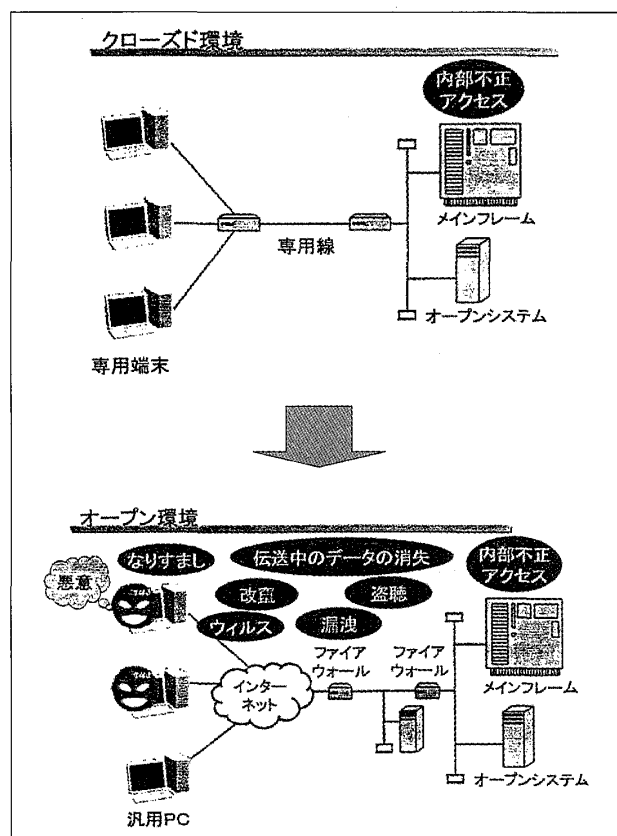 クローズド環境
内部不正
アクセス
メインフレーム
専用線
オープンシステム
専用端末
オープン環境
なりすまし
伝送中のデータの消失
内部不正
アクセス
悪意
改竄
盗聴
ウィルス
漏洩
ファイア
ウォール
ファイア
ウォール
インター
ネット
メインフレーム
オープンシステム
汎用PC